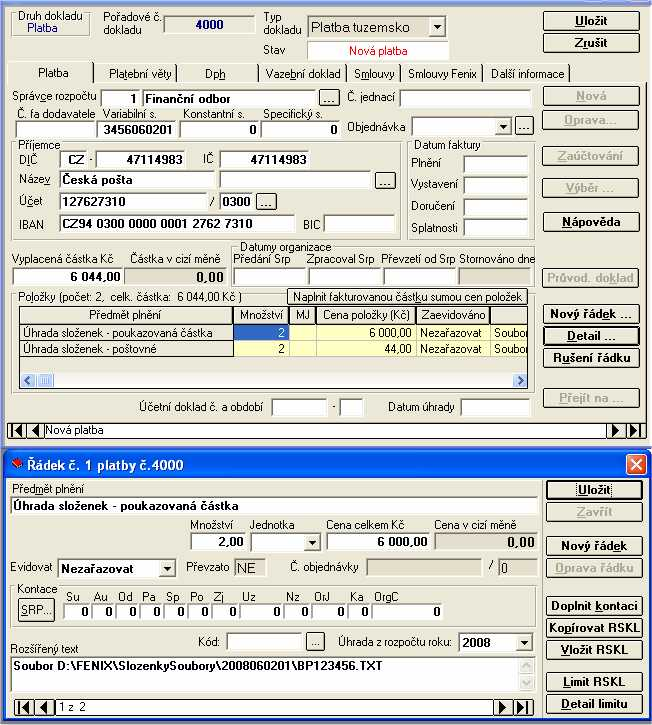 Druh dokladu
Platba
Pořadové č. dokladu
4000
Typ dokladu
Platba tuzemsko
Stav
Nová platba
Uložit
Zrušit
Platba
Platební věty
Dph
Vazební doklad
Smlouvy
Smlouvy Fenix
Další informace
Správce rozpočtu 1 Finanční odbor ... Č. jednací
Č. fa dodavatele Variabilní s. Konstantní s. Specifický s.
3456060201 0 0 Objednávka ...
Příjemce
DIČ CZ - 47114983 IČ 47114983
Název Česká pošta ...
Účet 127627310 / 0300 ...
IBAN CZ94 0300 0000 0001 2762 7310 BIC
Datum faktury
Plnění
Vystavení
Doručení
Splatnosti
Nová
Oprava...
Zaúčtování
Výběr ...
Nápověda
Průvod. doklad
Datumy organizace
Vyplacená částka Kč Částka v cizí měně Předání Srp Zpracoval Srp Převzetí od Srp Stornováno dne
6 044,00 0,00
Položky (počet: 2, celk. částka: 6 044,00 Kč )
Naplnit fakturovanou částku sumou cen položek
Předmět plnění Množství MJ Cena položky (Kč) Zaevidováno
Úhrada složenek - poukazovaná částka 2 6 000,00 Nezařazovat Soubor
Úhrada složenek - poštovné 2 44,00 Nezařazovat Soubor
Nový řádek ...
Detail ...
Rušení řádku
Přejít na ...
Účetní doklad č. a období - Datum úhrady
Nová platba
Řádek č. 1 platby č.4000
Předmět plnění
Úhrada složenek - poukazovaná částka
Množství Jednotka Cena celkem Kč Cena v cizí měně
2,00 6 000,00 0,00
Evidovat Nezařazovat Převzato NE Č. objednávky / 0
Kontace
SRP...
Su Au Od Pa Sp Po Zj Uz Nz OrJ Ka OrgC
0 0 0 0 0 0 0 0 0 0 0 0
Kód: ... Úhrada z rozpočtu roku: 2008
Rozšířený text
Soubor D:\FENIX\SlozenkySoubory\2008060201\BP123456.TXT
1 z 2
Uložit
Zavřít
Nový řádek
Oprava řádku
Doplnit kontaci
Kopírovat RSKL
Vložit RSKL
Limit RSKL
Detail limitu